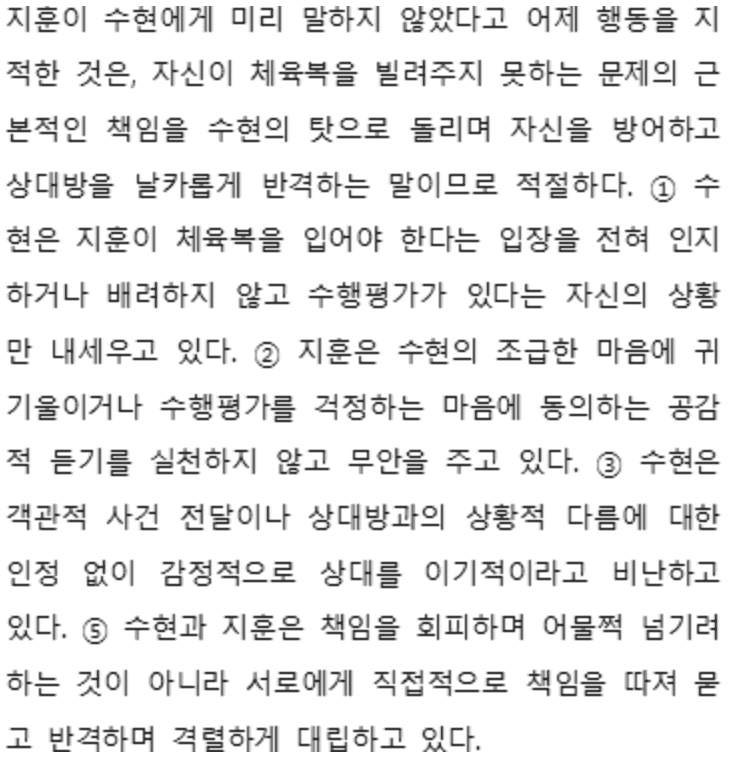 지훈이 수현에게 미리 말하지 않았다고 어제 행동을 지
적한 것은, 자신이 체육복을 빌려주지 못하는 문제의 근
본적인 책임을 수현의 탓으로 돌리며 자신을 방어하고
상대방을 날카롭게 반격하는 말이므로 적절하다. ① 수
현은 지훈이 체육복을 입어야 한다는 입장을 전혀 인지
하거나 배려하지 않고 수행평가가 있다는 자신의 상황
만 내세우고 있다. ② 지훈은 수현의 조급한 마음에 귀
기울이거나 수행평가를 걱정하는 마음에 동의하는 공감
적 듣기를 실천하지 않고 무안을 주고 있다. ③ 수현은
객관적 사건 전달이나 상대방과의 상황적 다름에 대한
인정 없이 감정적으로 상대를 이기적이라고 비난하고
있다. ⑤ 수현과 지훈은 책임을 회피하며 어물쩍 넘기려
하는 것이 아니라 서로에게 직접적으로 책임을 따져 묻
고 반격하며 격렬하게 대립하고 있다.